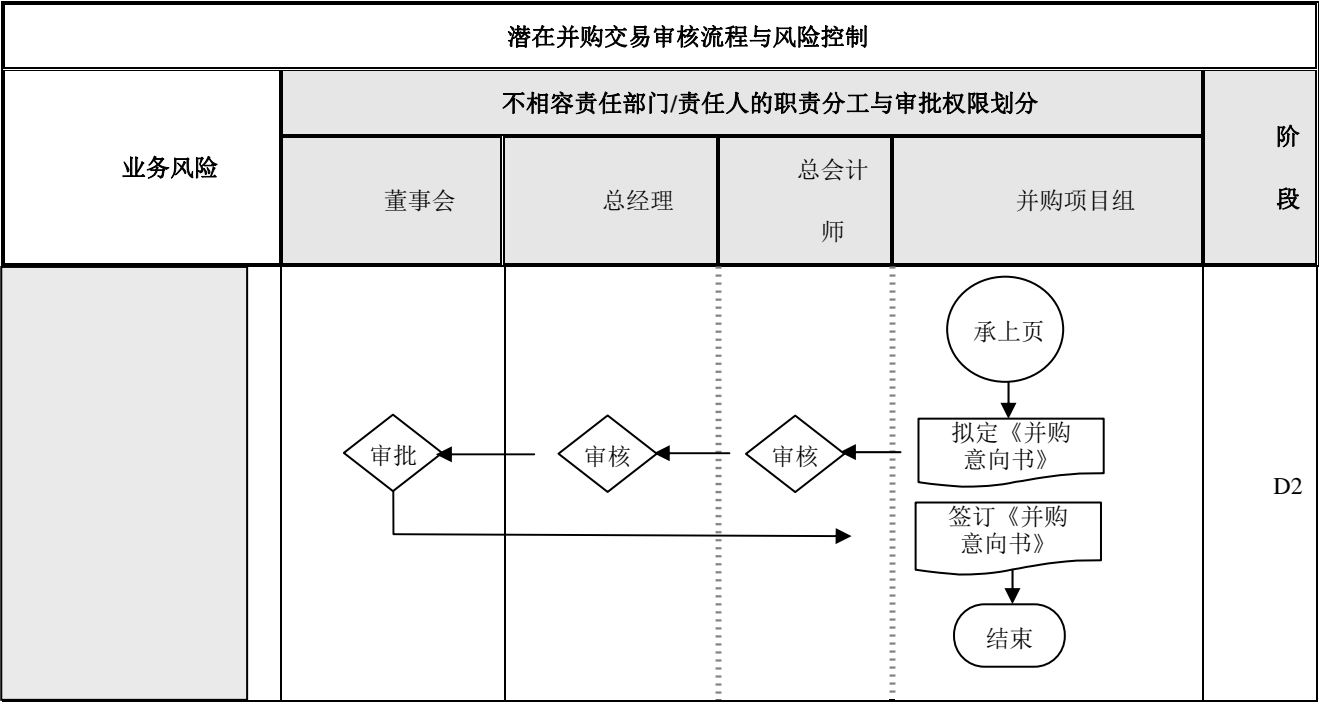 潜在并购交易审核流程与风险控制
业务风险
不相容责任部门/责任人的职责分工与审批权限划分
阶
段
董事会
总经理
总会计
师
并购项目组
承上页
拟定《并购
意向书》
审核
审核
审批
签订《并购
意向书》
结束
D2